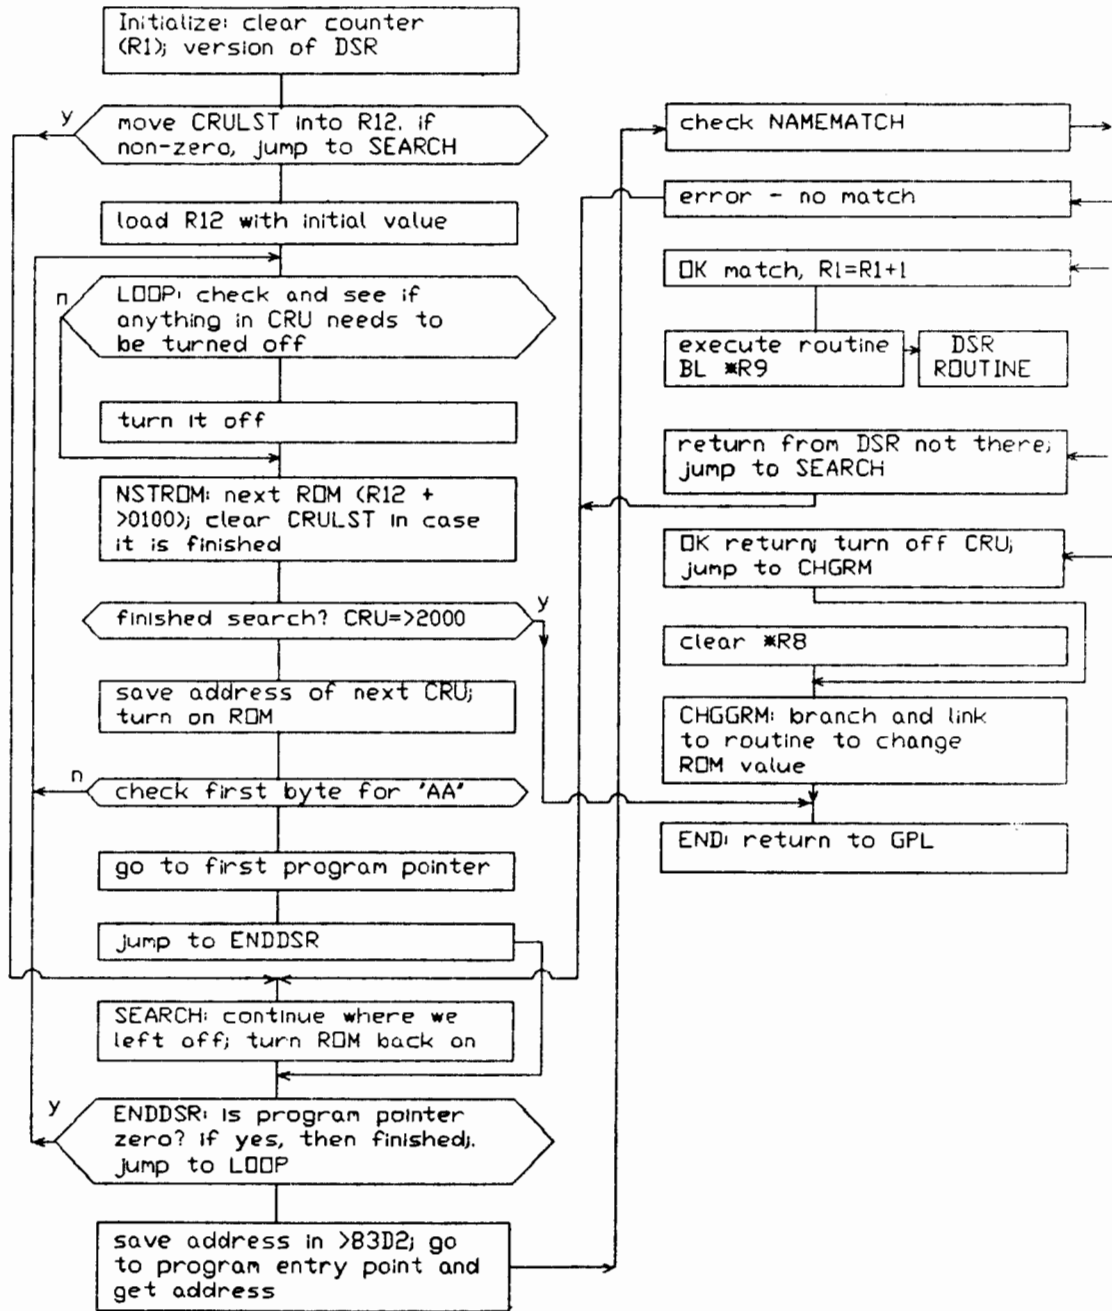 Initialize: clear counter
(R1); version of DSR
y
move CRULST into R12. if
non-zero, jump to SEARCH
load R12 with initial value
n
LOOP: check and see if
anything in CRU needs to
be turned off
turn it off
NSTROM: next ROM (R12 +
>0100); clear CRULST in case
it is finished
y
finished search? CRU=>2000
save address of next CRU;
turn on ROM
n
check first byte for 'AA'
go to first program pointer
jump to ENDDSR
SEARCH: continue where we
left off; turn ROM back on
y
ENDDSR: is program pointer
zero? if yes, then finished;.
jump to LOOP
save address in >83D2; go
to program entry point and
get address
check NAMEMATCH
error - no match
OK match, R1=R1+1
execute routine
BL *R9
DSR
ROUTINE
return from DSR not there;
jump to SEARCH
OK return; turn off CRU;
jump to CHGRM
clear *R8
CHGGRM: branch and link
to routine to change
ROM value
END: return to GPL